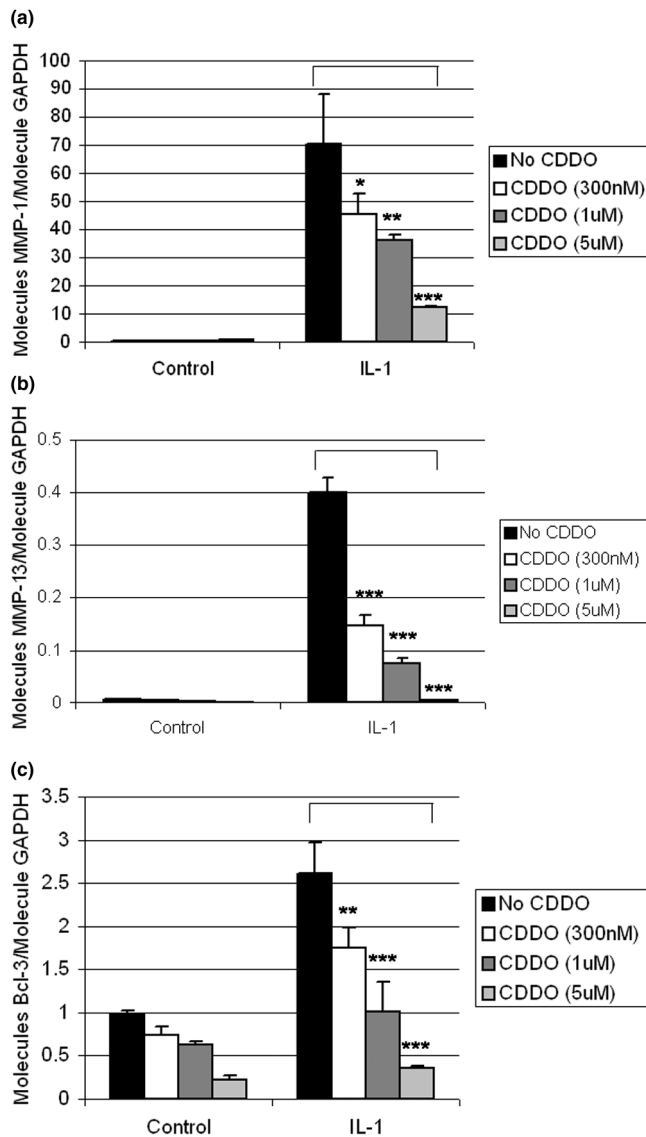 (a)
Molecules MMP-1/Molecule GAPDH
100
90
80
70
60
50
40
30
20
10
0
*
**
***
Control
IL-1
No CDDO
CDDO (300nM)
CDDO (1uM)
CDDO (5uM)
(b)
Molecules MMP-13/Molecule GAPDH
0.5
0.4
0.3
0.2
0.1
0
***
***
***
Control
IL-1
No CDDO
CDDO (300nM)
CDDO (1uM)
CDDO (5uM)
(c)
Molecules Bcl-3/Molecule GAPDH
3.5
3
2.5
2
1.5
1
0.5
0
**
***
***
Control
IL-1
No CDDO
CDDO (300nM)
CDDO (1uM)
CDDO (5uM)